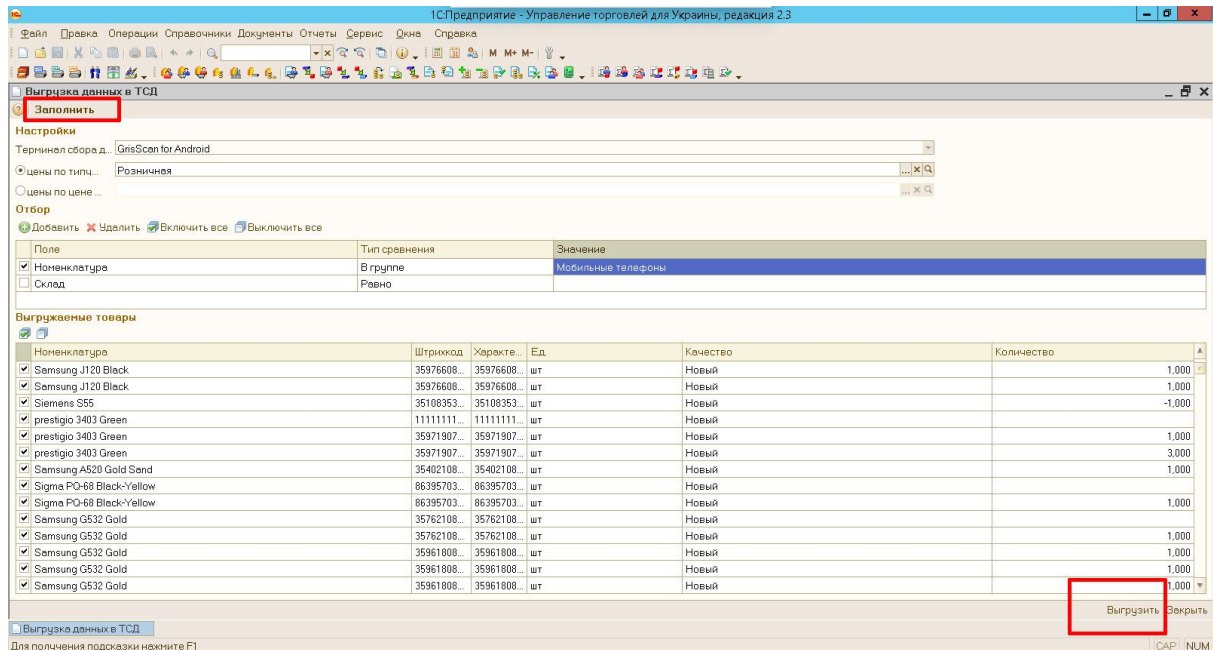 1С:Предприятие - Управление торговлей для Украины, редакция 2.3
Файл Правка Операции Справочники Документы Отчеты Сервис Окна Справка
M M+ M-
Выгрузка данных в ТСД
Заполнить
Настройки
Терминал сбора д... GrisScan for Android
цены по типу... Розничная
цены по цене ...
Отбор
Добавить Удалить Включить все Выключить все
Поле Тип сравнения Значение
Номенклатура В группе Мобильные телефоны
Склад Равно
Выгружаемые товары
Номенклатура Штрихкод Характе... Ед. Качество Количество
Samsung J120 Black 35976608... 35976608... шт Новый 1,000
Samsung J120 Black 35976608... 35976608... шт Новый 1,000
Siemens S55 35108353... 35108353... шт Новый -1,000
prestigio 3403 Green 11111111... 11111111... шт Новый
prestigio 3403 Green 35971907... 35971907... шт Новый 1,000
prestigio 3403 Green 35971907... 35971907... шт Новый 3,000
Samsung A520 Gold Sand 35402108... 35402108... шт Новый 1,000
Sigma PQ-68 Black-Yellow 86395703... 86395703... шт Новый
Sigma PQ-68 Black-Yellow 86395703... 86395703... шт Новый 1,000
Samsung G532 Gold 35762108... 35762108... шт Новый
Samsung G532 Gold 35762108... 35762108... шт Новый 1,000
Samsung G532 Gold 35961808... 35961808... шт Новый 1,000
Samsung G532 Gold 35961808... 35961808... шт Новый 1,000
Samsung G532 Gold 35961808... 35961808... шт Новый 1,000
Выгрузить Закрыть
Выгрузка данных в ТСД
Для получения подсказки нажмите F1 CAP NUM